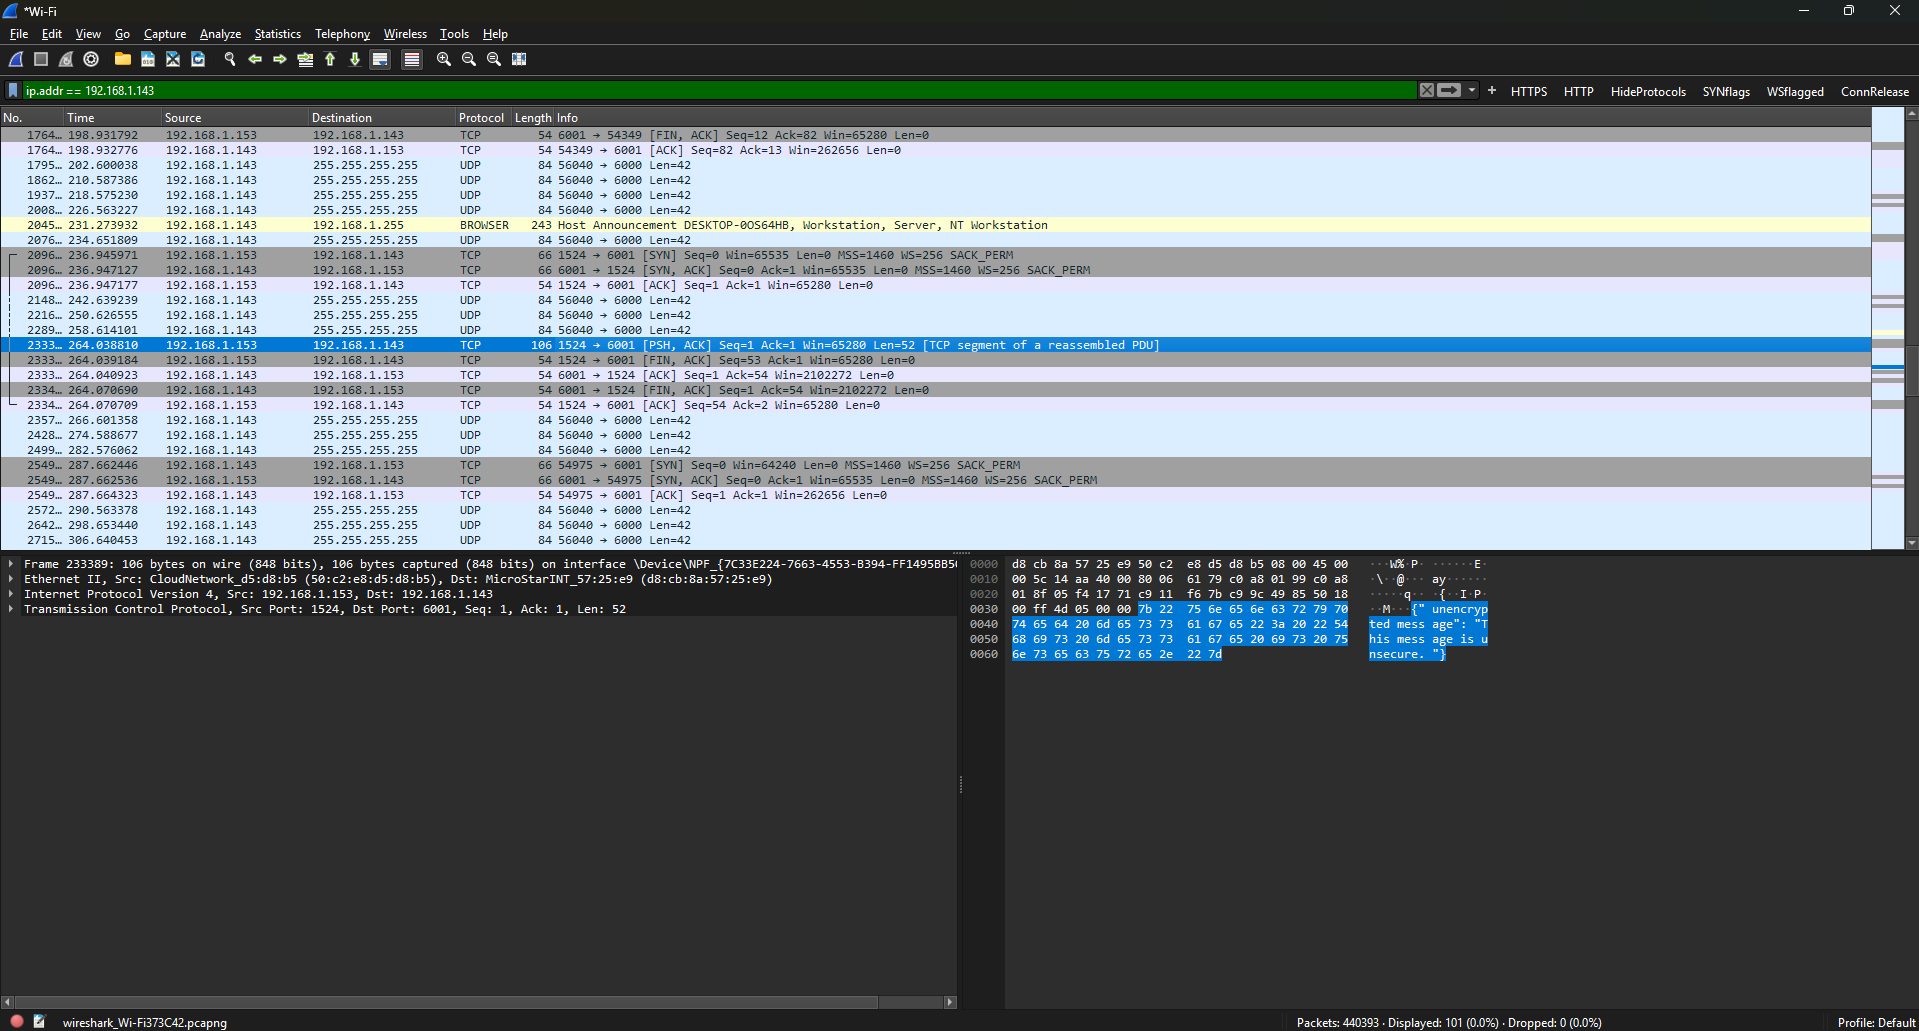 *Wi-Fi
File Edit View Go Capture Analyze Statistics Telephony Wireless Tools Help
ip.addr == 192.168.1.143
+ HTTPS HTTP HideProtocols SYNflags WSflagged ConnRelease
No. Time Source Destination Protocol Length Info
1764… 198.931792 192.168.1.153 192.168.1.143 TCP 54 6001 → 54349 [FIN, ACK] Seq=12 Ack=82 Win=65280 Len=0
1764… 198.932776 192.168.1.143 192.168.1.153 TCP 54 54349 → 6001 [ACK] Seq=82 Ack=13 Win=262656 Len=0
1795… 202.600038 192.168.1.143 255.255.255.255 UDP 84 56040 → 6000 Len=42
1862… 210.587386 192.168.1.143 255.255.255.255 UDP 84 56040 → 6000 Len=42
1937… 218.575230 192.168.1.143 255.255.255.255 UDP 84 56040 → 6000 Len=42
2008… 226.563227 192.168.1.143 255.255.255.255 UDP 84 56040 → 6000 Len=42
2045… 231.273932 192.168.1.143 192.168.1.255 BROWSER 243 Host Announcement DESKTOP-0OS64HB, Workstation, Server, NT Workstation
2076… 234.651809 192.168.1.143 255.255.255.255 UDP 84 56040 → 6000 Len=42
2096… 236.945971 192.168.1.153 192.168.1.143 TCP 66 1524 → 6001 [SYN] Seq=0 Win=65535 Len=0 MSS=1460 WS=256 SACK_PERM
2096… 236.947127 192.168.1.143 192.168.1.153 TCP 66 6001 → 1524 [SYN, ACK] Seq=0 Ack=1 Win=65535 Len=0 MSS=1460 WS=256 SACK_PERM
2096… 236.947177 192.168.1.153 192.168.1.143 TCP 54 1524 → 6001 [ACK] Seq=1 Ack=1 Win=65280 Len=0
2148… 242.639239 192.168.1.143 255.255.255.255 UDP 84 56040 → 6000 Len=42
2216… 250.626555 192.168.1.143 255.255.255.255 UDP 84 56040 → 6000 Len=42
2289… 258.614101 192.168.1.143 255.255.255.255 UDP 84 56040 → 6000 Len=42
2333… 264.038810 192.168.1.153 192.168.1.143 TCP 106 1524 → 6001 [PSH, ACK] Seq=1 Ack=1 Win=65280 Len=52 [TCP segment of a reassembled PDU]
2333… 264.039184 192.168.1.153 192.168.1.143 TCP 54 1524 → 6001 [FIN, ACK] Seq=53 Ack=1 Win=65280 Len=0
2333… 264.040923 192.168.1.143 192.168.1.153 TCP 54 6001 → 1524 [ACK] Seq=1 Ack=54 Win=2102272 Len=0
2334… 264.070690 192.168.1.143 192.168.1.153 TCP 54 6001 → 1524 [FIN, ACK] Seq=1 Ack=54 Win=2102272 Len=0
2334… 264.070709 192.168.1.153 192.168.1.143 TCP 54 1524 → 6001 [ACK] Seq=54 Ack=2 Win=65280 Len=0
2357… 266.601358 192.168.1.143 255.255.255.255 UDP 84 56040 → 6000 Len=42
2428… 274.588677 192.168.1.143 255.255.255.255 UDP 84 56040 → 6000 Len=42
2499… 282.576062 192.168.1.143 255.255.255.255 UDP 84 56040 → 6000 Len=42
2549… 287.662446 192.168.1.143 192.168.1.153 TCP 66 54975 → 6001 [SYN] Seq=0 Win=64240 Len=0 MSS=1460 WS=256 SACK_PERM
2549… 287.662536 192.168.1.153 192.168.1.143 TCP 66 6001 → 54975 [SYN, ACK] Seq=0 Ack=1 Win=65535 Len=0 MSS=1460 WS=256 SACK_PERM
2549… 287.664323 192.168.1.143 192.168.1.153 TCP 54 54975 → 6001 [ACK] Seq=1 Ack=1 Win=262656 Len=0
2572… 290.563378 192.168.1.143 255.255.255.255 UDP 84 56040 → 6000 Len=42
2642… 298.653440 192.168.1.143 255.255.255.255 UDP 84 56040 → 6000 Len=42
2715… 306.640453 192.168.1.143 255.255.255.255 UDP 84 56040 → 6000 Len=42
Frame 233389: 106 bytes on wire (848 bits), 106 bytes captured (848 bits) on interface \Device\NPF_{7C33E224-7663-4553-B394-FF1495BB5
Ethernet II, Src: CloudNetwork_d5:d8:b5 (50:c2:e8:d5:d8:b5), Dst: MicroStarINT_57:25:e9 (d8:cb:8a:57:25:e9)
Internet Protocol Version 4, Src: 192.168.1.153, Dst: 192.168.1.143
Transmission Control Protocol, Src Port: 1524, Dst Port: 6001, Seq: 1, Ack: 1, Len: 52
0000 d8 cb 8a 57 25 e9 50 c2 e8 d5 d8 b5 08 00 45 00 ···W%·P· ······E·
0010 00 5c 14 aa 40 00 80 06 61 79 c0 a8 01 99 c0 a8 ·\··@··· ay······
0020 01 8f 05 f4 17 71 c9 11 f6 7b c9 9c 49 85 50 18 ·····q·· ·{··I·P·
0030 00 ff 4d 05 00 00 7b 22 75 6e 65 6e 63 72 79 70 ··M···{" unencryp
0040 74 65 64 20 6d 65 73 73 61 67 65 22 3a 20 22 54 ted mess age": "T
0050 68 69 73 20 6d 65 73 73 61 67 65 20 69 73 20 75 his mess age is u
0060 6e 73 65 63 75 72 65 2e 22 7d nsecure. "}
wireshark_Wi-Fi373C42.pcapng
Packets: 440393 · Displayed: 101 (0.0%) · Dropped: 0 (0.0%)
Profile: Default